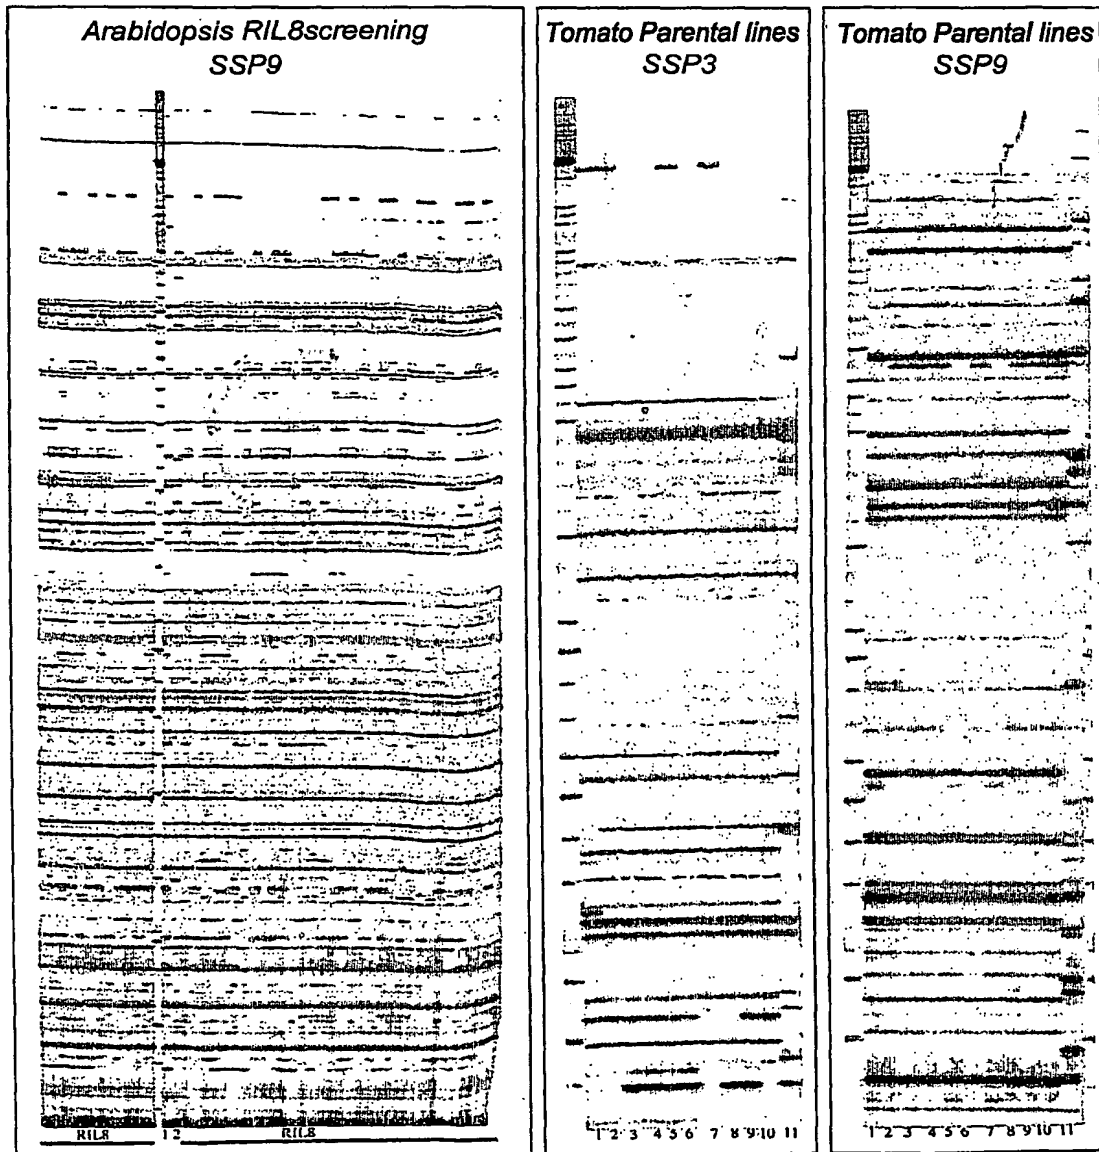 Arabidopsis RIL8screening
SSP9
RIL8 1 2 RIL8
Tomato Parental lines
SSP3
1 2 3 4 5 6 7 8 9 10 11
Tomato Parental lines
SSP9
1 2 3 4 5 6 7 8 9 10 11